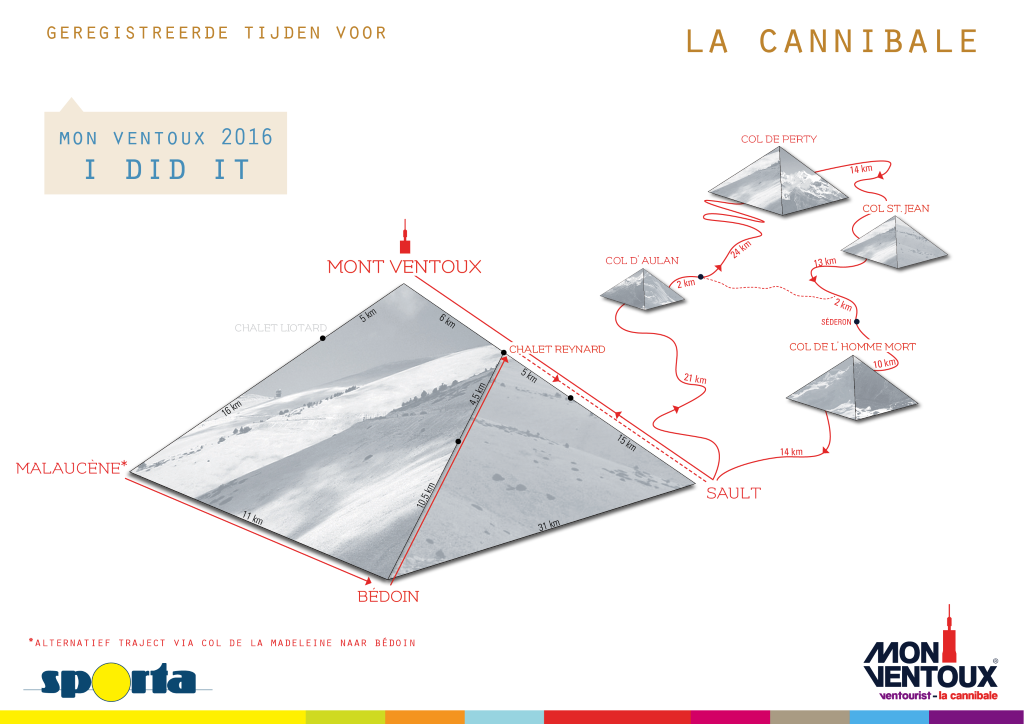 GEREGISTREERDE TIJDEN VOOR
LA CANNIBALE
MON VENTOUX 2016
I DID IT
COL DE PERTY
14 km
COL ST. JEAN
24 km
COL D'AULAN
2 km
13 km
2 km
SÉDERON
COL DE L'HOMME MORT
10 km
21 km
14 km
MONT VENTOUX
CHALET LIOTARD
5 km
6 km
CHALET REYNARD
5 km
4,5 km
16 km
15 km
MALAUCÈNE*
10,5 km
SAULT
11 km
31 km
BÉDOIN
*ALTERNATIEF TRAJECT VIA COL DE LA MADELEINE NAAR BÉDOIN
sporta
MON
VENTOUX®
ventourist - la cannibale